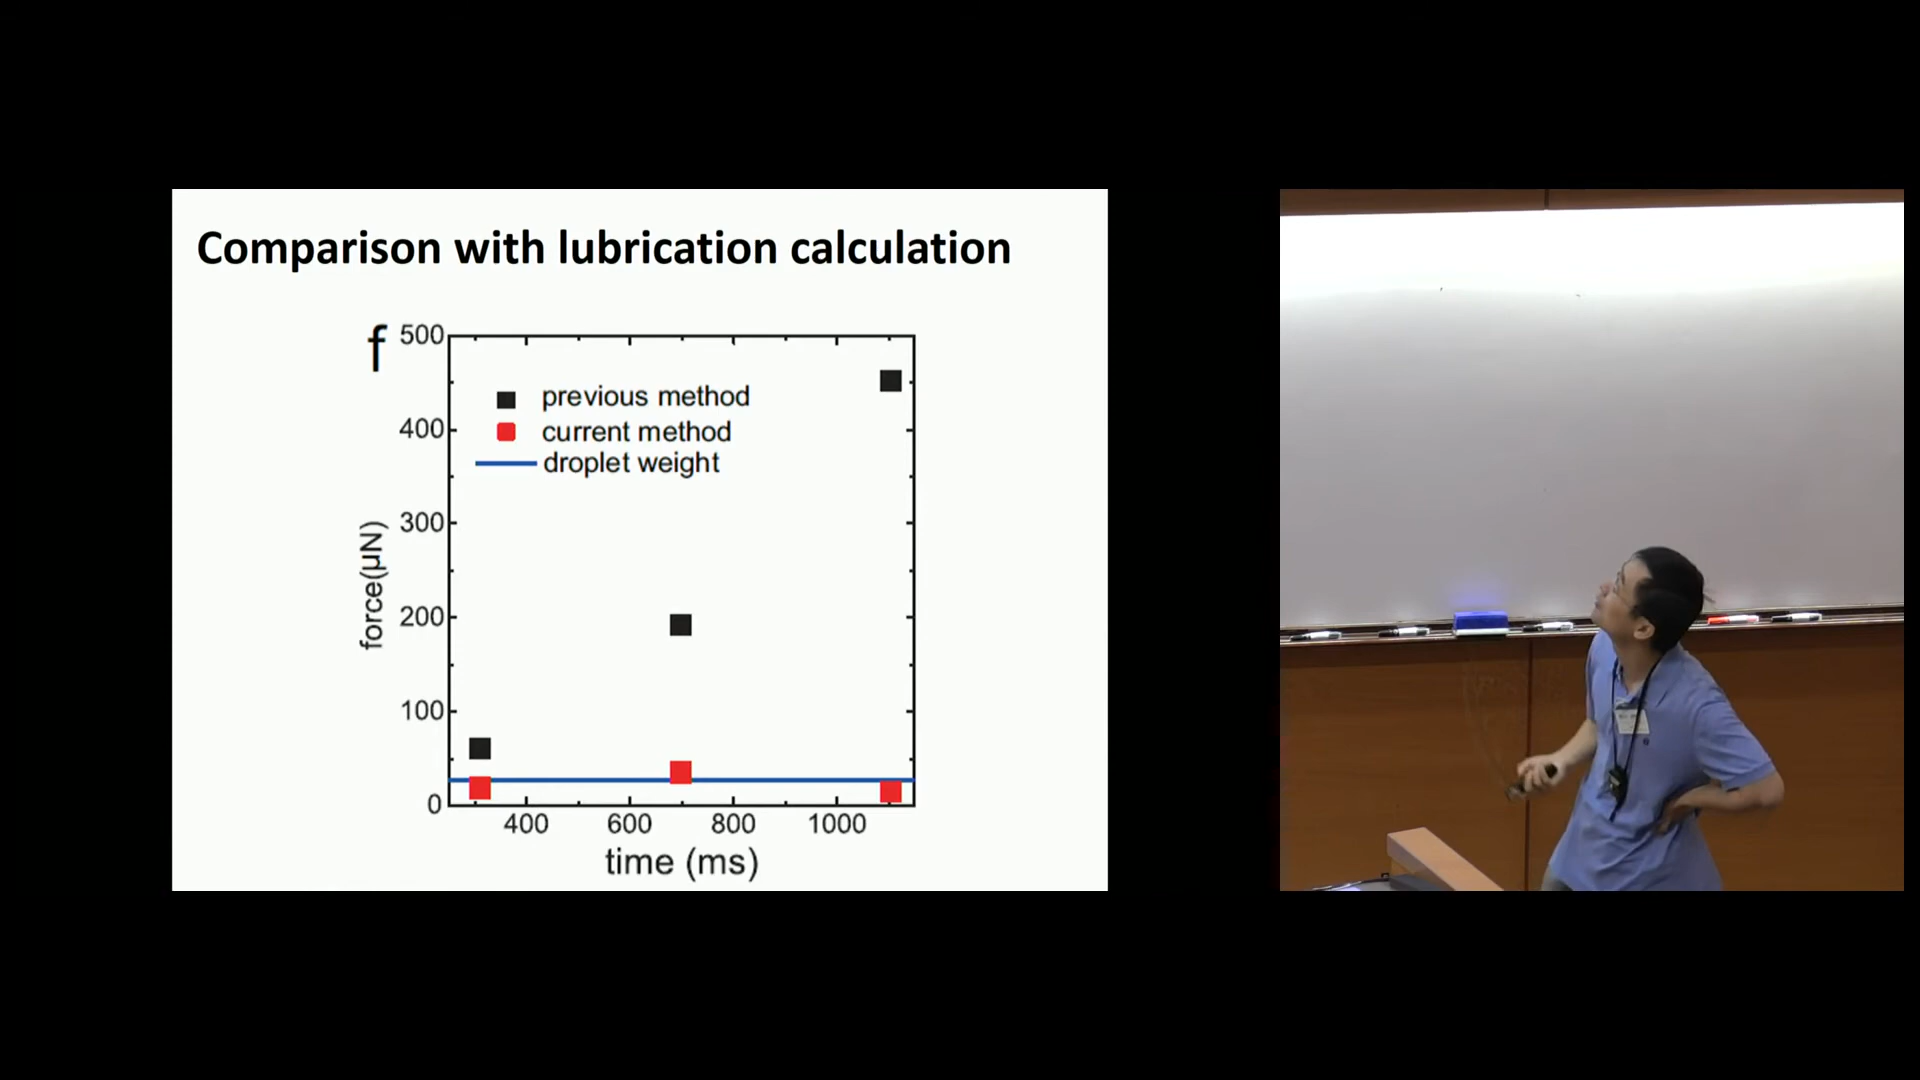 Comparison with lubrication calculation
f
500
400
300
200
100
0
force(µN)
previous method
current method
droplet weight
400 600 800 1000
time (ms)